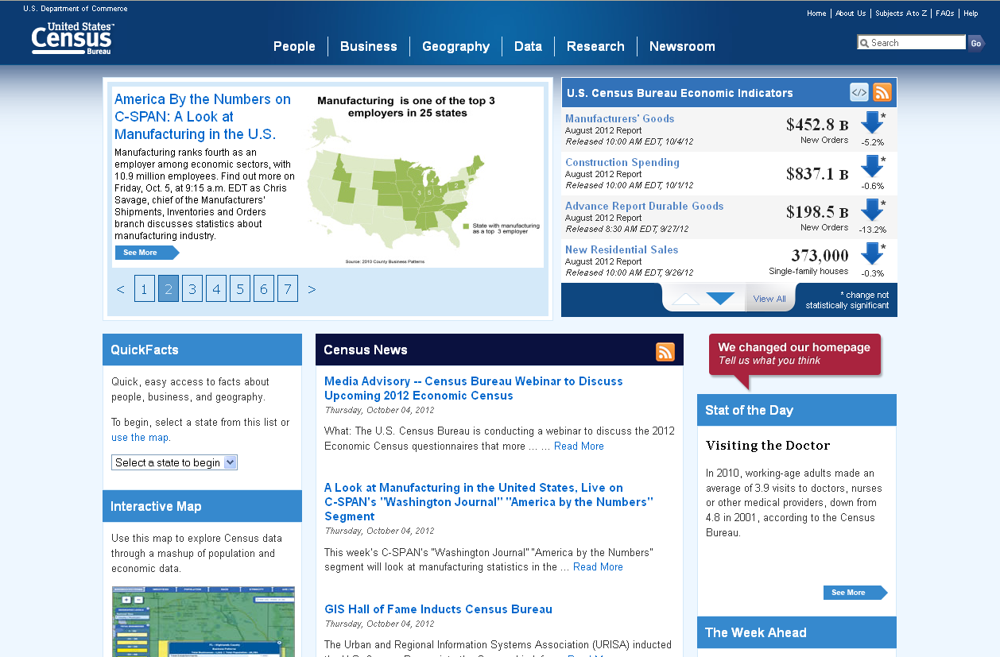 U.S. Department of Commerce
Home | About Us | Subjects A to Z | FAQs | Help
United States™
Census
Bureau
People | Business | Geography | Data | Research | Newsroom
Search
Go
America By the Numbers on
C-SPAN: A Look at
Manufacturing in the U.S.
Manufacturing ranks fourth as an
employer among economic sectors, with
10.9 million employees. Find out more on
Friday, Oct. 5, at 9:15 a.m. EDT as Chris
Savage, chief of the Manufacturers'
Shipments, Inventories and Orders
branch discusses statistics about
manufacturing industry.
See More
Manufacturing is one of the top 3
employers in 25 states
4
3 5 1 2
State with manufacturing
as a top 3 employer
Source: 2010 County Business Patterns
< 1 2 3 4 5 6 7 >
U.S. Census Bureau Economic Indicators
</>
Manufacturers' Goods
August 2012 Report
Released 10:00 AM EDT, 10/4/12
$452.8 B
New Orders
*
-5.2%
Construction Spending
August 2012 Report
Released 10:00 AM EDT, 10/1/12
$837.1 B
*
-0.6%
Advance Report Durable Goods
August 2012 Report
Released 8:30 AM EDT, 9/27/12
$198.5 B
New Orders
*
-13.2%
New Residential Sales
August 2012 Report
Released 10:00 AM EDT, 9/26/12
373,000
Single-family houses
*
-0.3%
View All
* change not
statistically significant
QuickFacts
Quick, easy access to facts about
people, business, and geography.
To begin, select a state from this list or
use the map.
Select a state to begin
Interactive Map
Use this map to explore Census data
through a mashup of population and
economic data.
Census News
Media Advisory -- Census Bureau Webinar to Discuss
Upcoming 2012 Economic Census
Thursday, October 04, 2012
What: The U.S. Census Bureau is conducting a webinar to discuss the 2012
Economic Census questionnaires that more ... ... Read More
A Look at Manufacturing in the United States, Live on
C-SPAN's "Washington Journal" "America by the Numbers"
Segment
Thursday, October 04, 2012
This week's C-SPAN's "Washington Journal" "America by the Numbers"
segment will look at manufacturing statistics in the ... Read More
GIS Hall of Fame Inducts Census Bureau
Thursday, October 04, 2012
The Urban and Regional Information Systems Association (URISA) inducted
We changed our homepage
Tell us what you think
Stat of the Day
Visiting the Doctor
In 2010, working-age adults made an
average of 3.9 visits to doctors, nurses
or other medical providers, down from
4.8 in 2001, according to the Census
Bureau.
See More
The Week Ahead